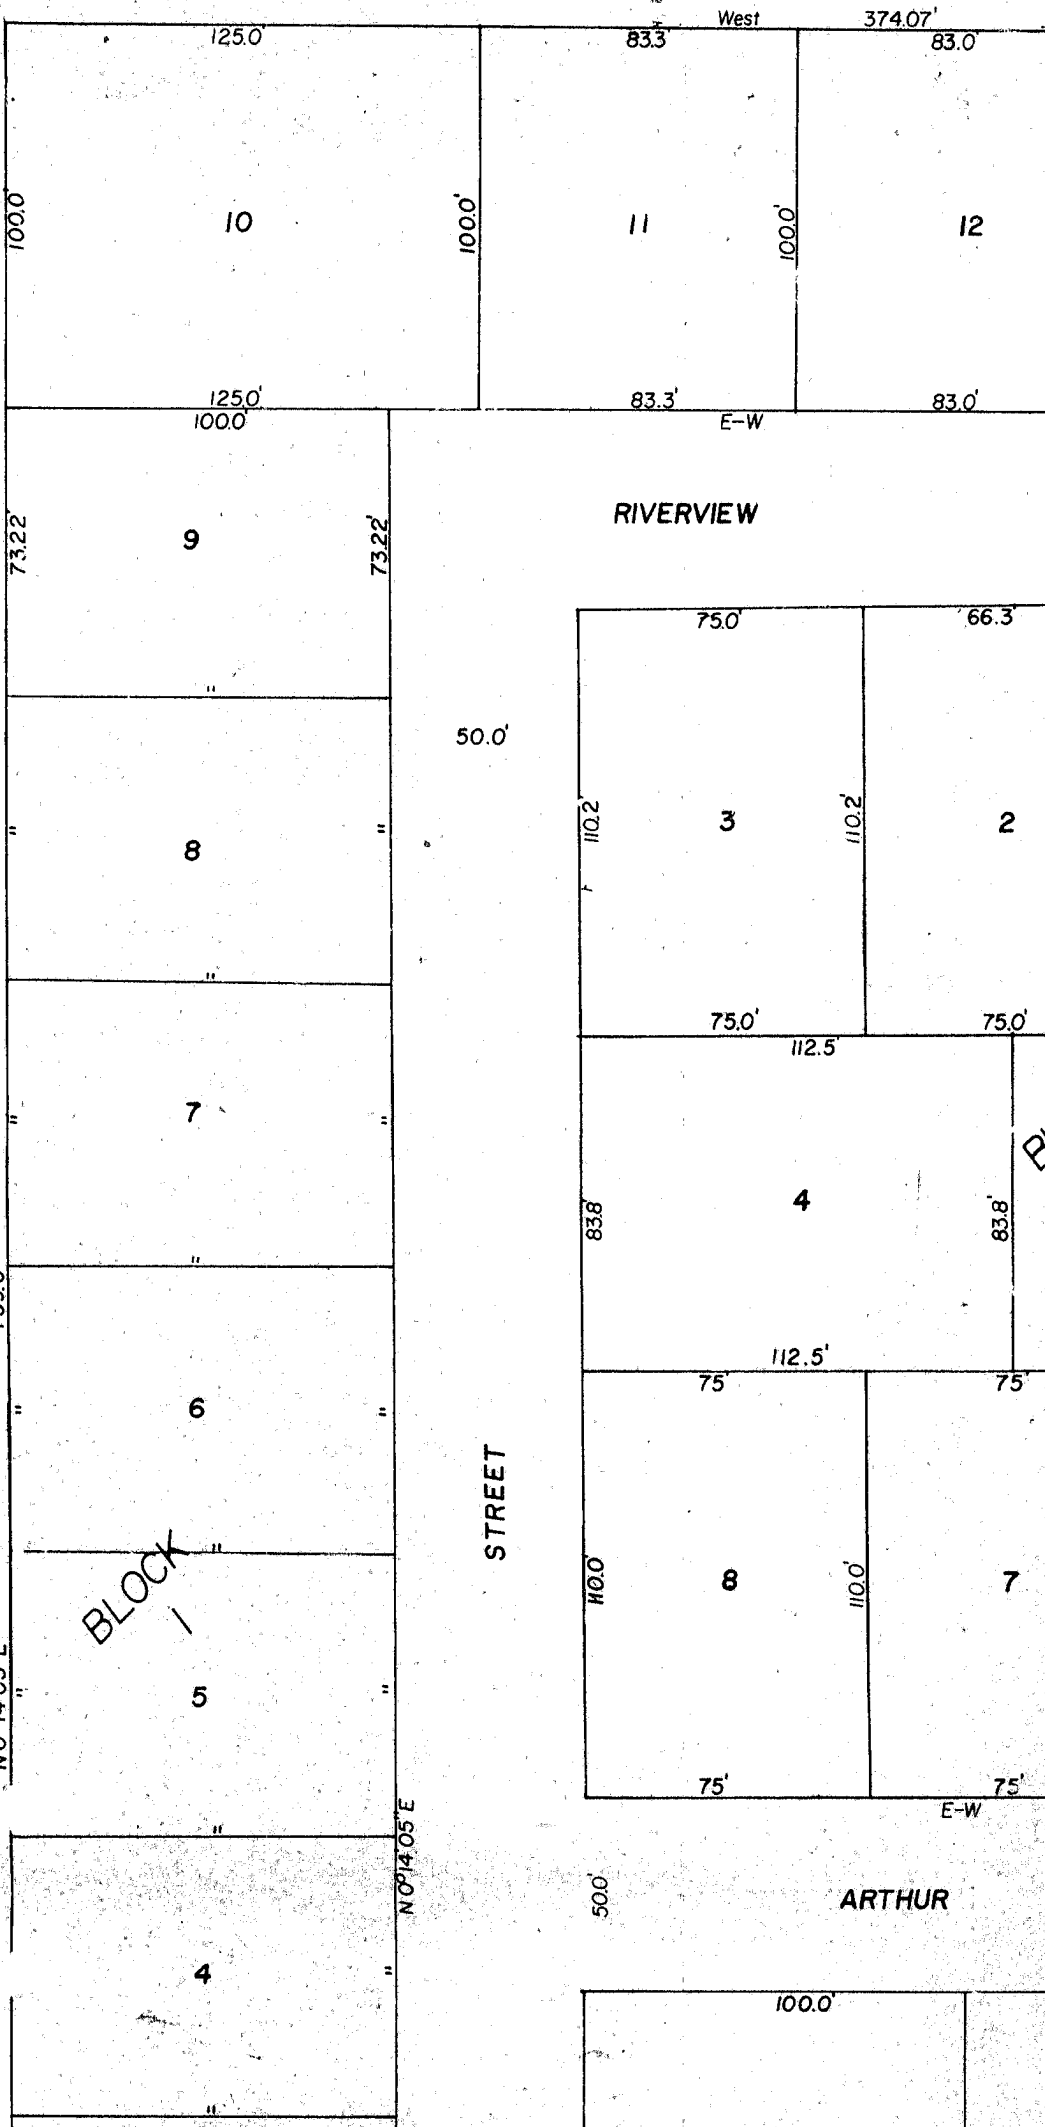 West 374.07'
125.0' 83.3' 83.0'
100.0' 10 100.0' 11 100.0' 12
125.0' 83.3' 83.0'
100.0' E-W
RIVERVIEW
73.22' 9 73.22'
75.0' 66.3'
"
50.0'
110.2' 3 110.2' 2
" 8 "
"
75.0' 75.0'
112.5'
" 7 "
83.8' 4 83.8'
"
112.5'
75' 75'
" 6 "
STREET
"
BLOCK
1
110.0' 8 110.0' 7
" 5 "
75' 75'
E-W
"
N0°14'05"E
50.0' ARTHUR
4 "
100.0'
"